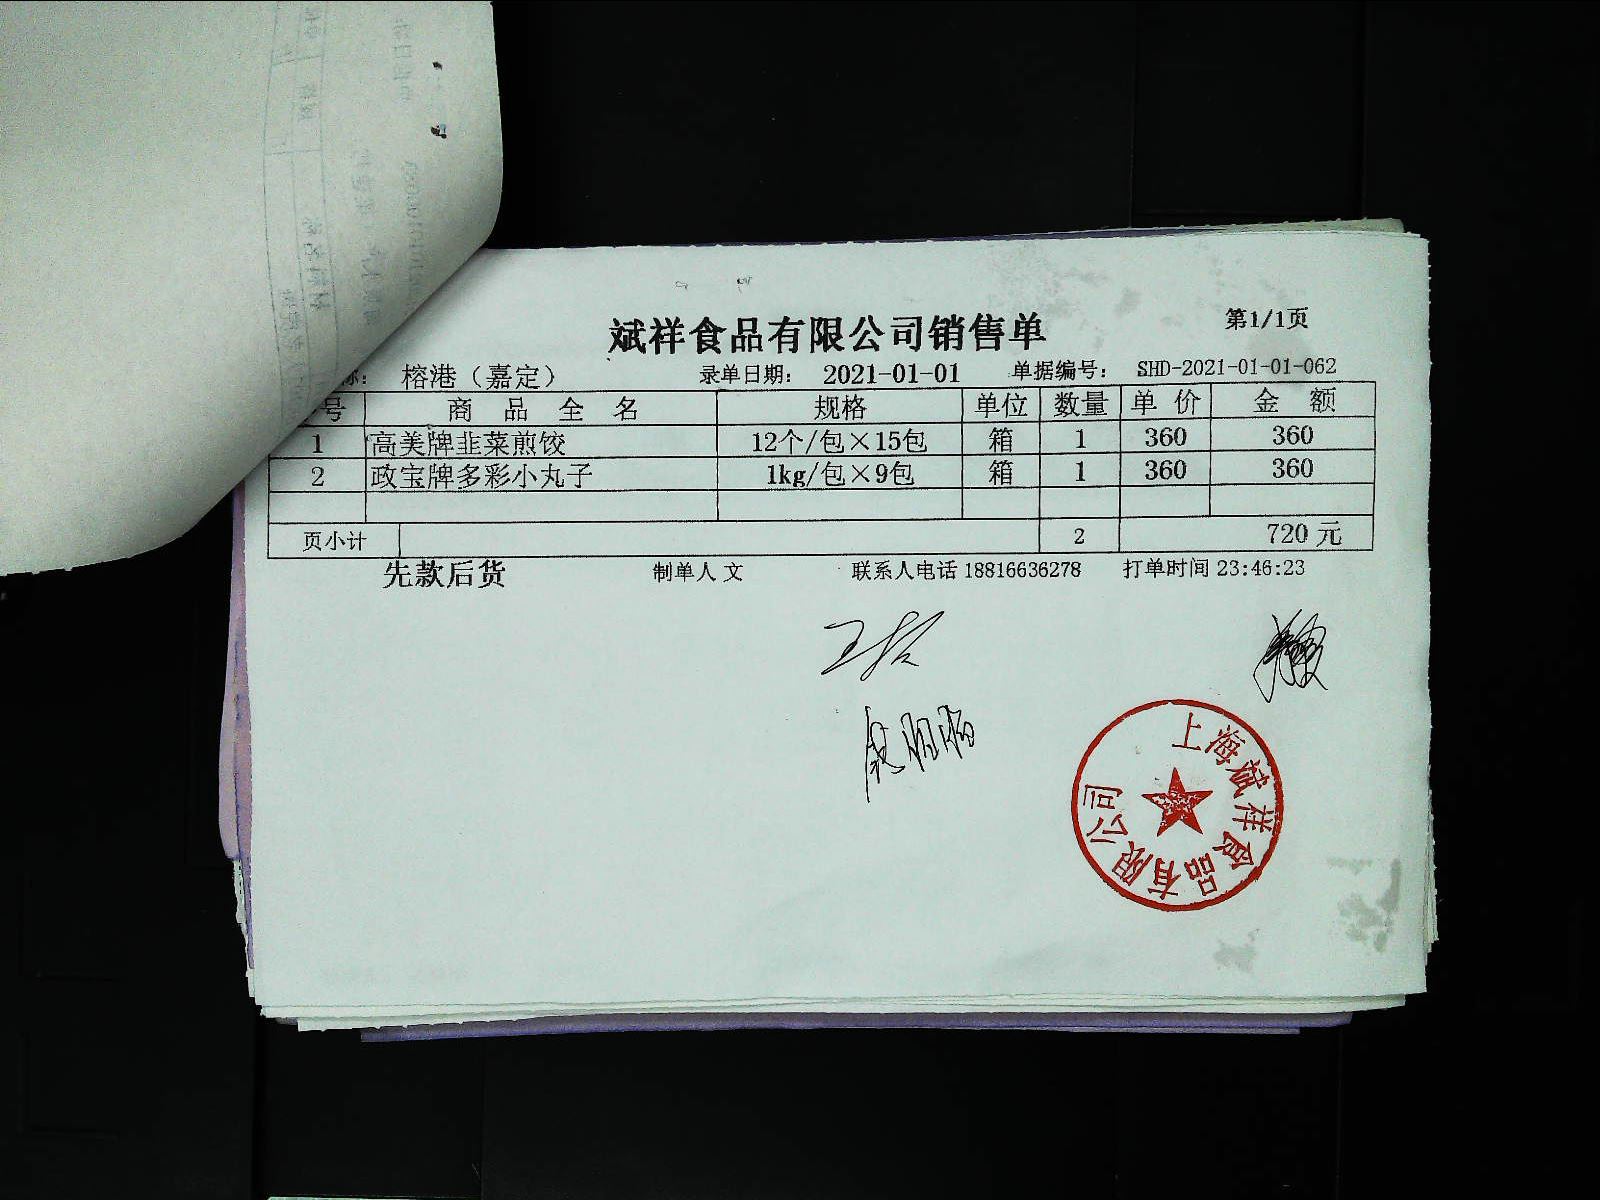 斌祥食品有限公司销售单
第1/1页
称: 榕港（嘉定） 录单日期: 2021-01-01 单据编号: SHD-2021-01-01-062
号 商品全名 规格 单位 数量 单价 金额
1 高美牌韭菜煎饺 12个/包×15包 箱 1 360 360
2 政宝牌多彩小丸子 1kg/包×9包 箱 1 360 360
页小计 2 720元
先款后货 制单人 文 联系人电话 18816636278 打单时间 23:46:23
上海斌祥食品有限公司